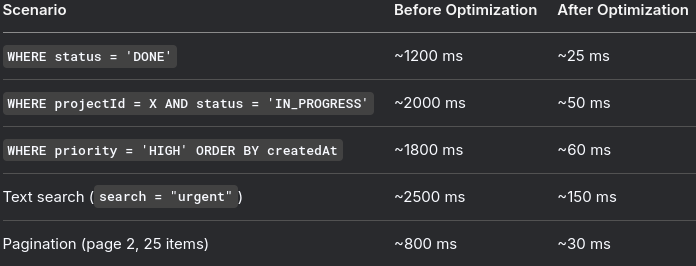 Scenario Before Optimization After Optimization
WHERE status = 'DONE' ~1200 ms ~25 ms
WHERE projectId = X AND status = 'IN_PROGRESS' ~2000 ms ~50 ms
WHERE priority = 'HIGH' ORDER BY createdAt ~1800 ms ~60 ms
Text search (search = "urgent") ~2500 ms ~150 ms
Pagination (page 2, 25 items) ~800 ms ~30 ms